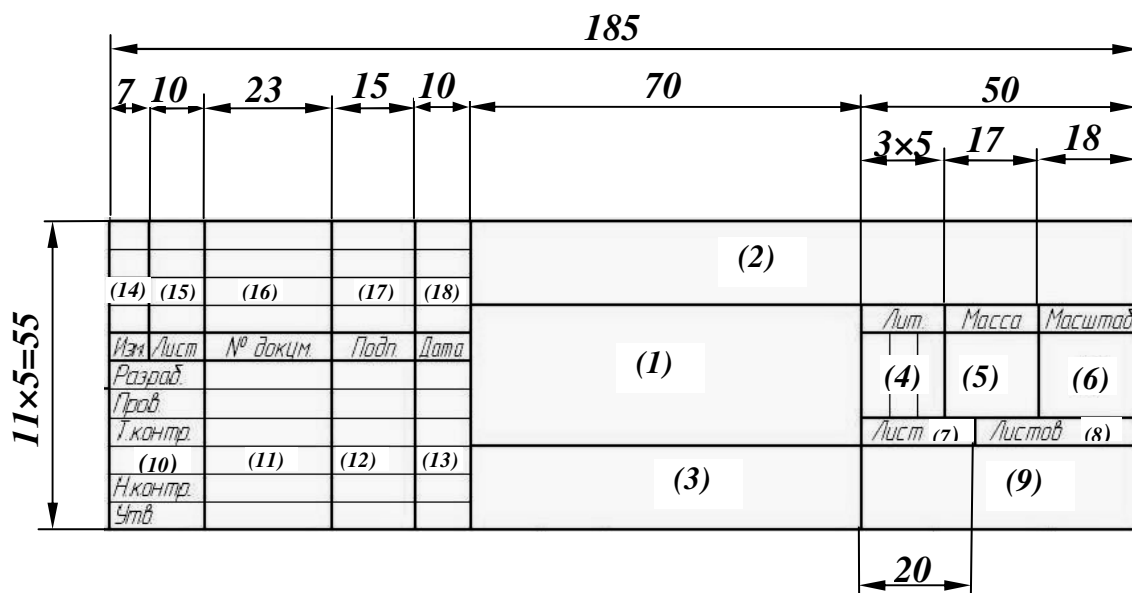 185
7 10 23 15 10 70 50
3×5 17 18
11×5=55
(2)
(14) (15) (16) (17) (18)
Лит. Масса Масштаб
Изм Лист № докум. Подп. Дата
(1)
(4) (5) (6)
Разраб.
Пров.
Т.контр.
Лист (7) Листов (8)
(10) (11) (12) (13)
(3) (9)
Н.контр.
Утв.
20